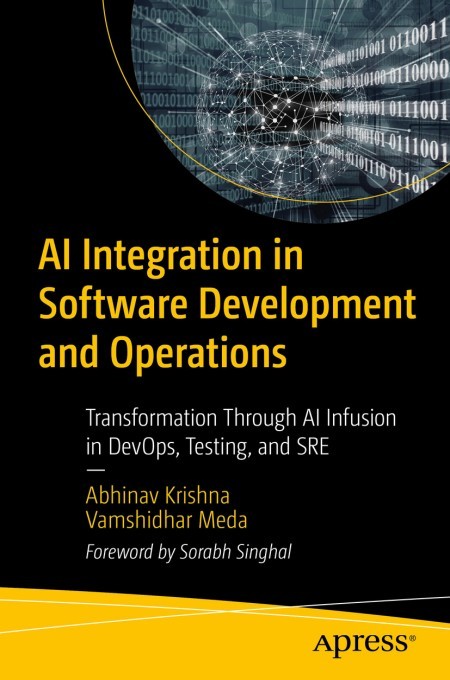 AI Integration in
Software Development
and Operations
Transformation Through AI Infusion
in DevOps, Testing, and SRE
Abhinav Krishna
Vamshidhar Meda
Foreword by Sorabh Singhal
Apress®